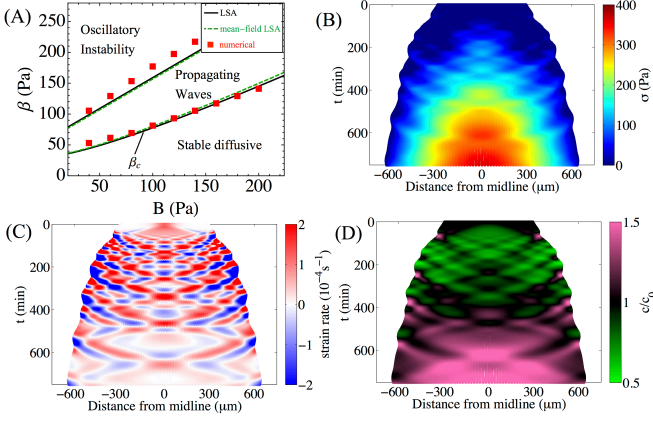 (A)
280
250
200
150
100
50
0
β (Pa)
Oscillatory
Instability
LSA
mean−field LSA
numerical
Propagating
Waves
Stable diffusive
βc
0
50
100
150
200
B (Pa)
(B)
0
200
400
600
t (min)
−600
−300
0
300
600
Distance from midline (μm)
400
300
200
100
0
σ (Pa)
(C)
0
200
400
600
t (min)
−600
−300
0
300
600
Distance from midline (μm)
2
1
0
−1
−2
strain rate (10⁻⁴ s⁻¹)
(D)
0
200
400
600
t (min)
−600
−300
0
300
600
Distance from midline (μm)
1.5
1
0.5
c/c₀